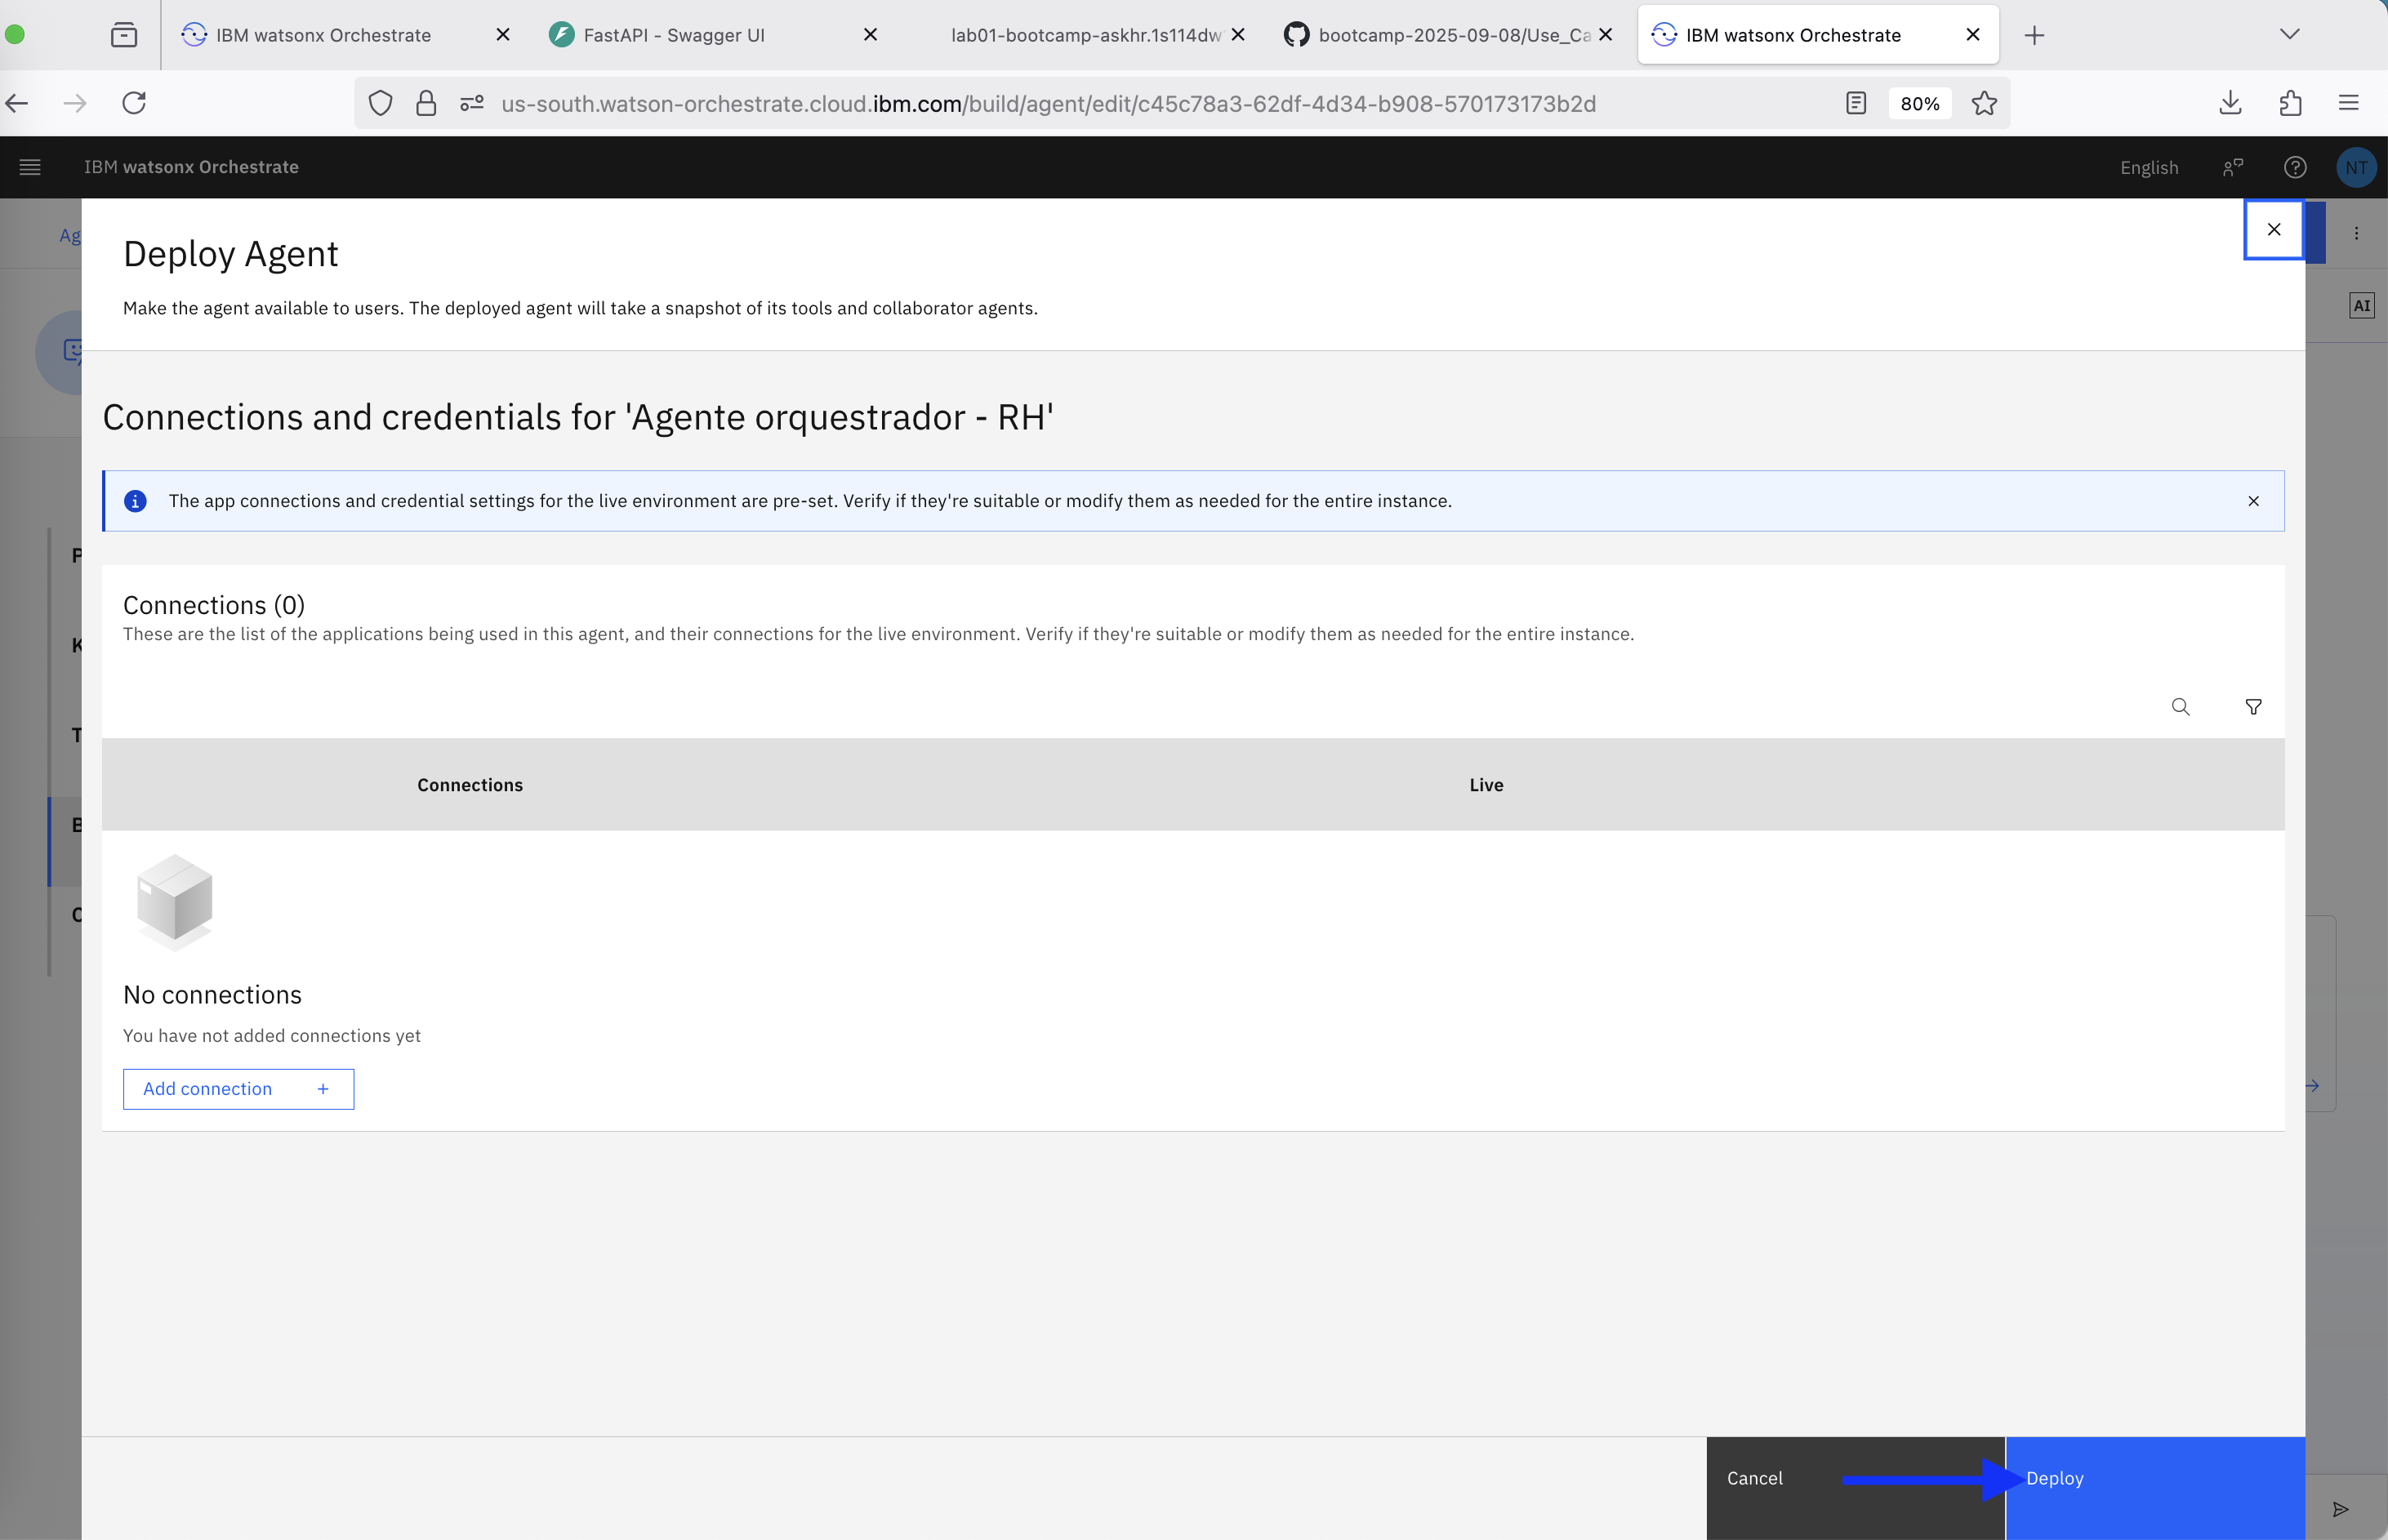 IBM watsonx Orchestrate
FastAPI - Swagger UI
lab01-bootcamp-askhr.1s114dw
bootcamp-2025-09-08/Use_Ca
IBM watsonx Orchestrate
us-south.watson-orchestrate.cloud.ibm.com/build/agent/edit/c45c78a3-62df-4d34-b908-570173173b2d
80%
IBM watsonx Orchestrate
English
NT
Ag
Deploy Agent
Make the agent available to users. The deployed agent will take a snapshot of its tools and collaborator agents.
AI
Connections and credentials for 'Agente orquestrador - RH'
The app connections and credential settings for the live environment are pre-set. Verify if they're suitable or modify them as needed for the entire instance.
P
K
T
B
C
Connections (0)
These are the list of the applications being used in this agent, and their connections for the live environment. Verify if they're suitable or modify them as needed for the entire instance.
Connections
Live
No connections
You have not added connections yet
Add connection +
Cancel
Deploy